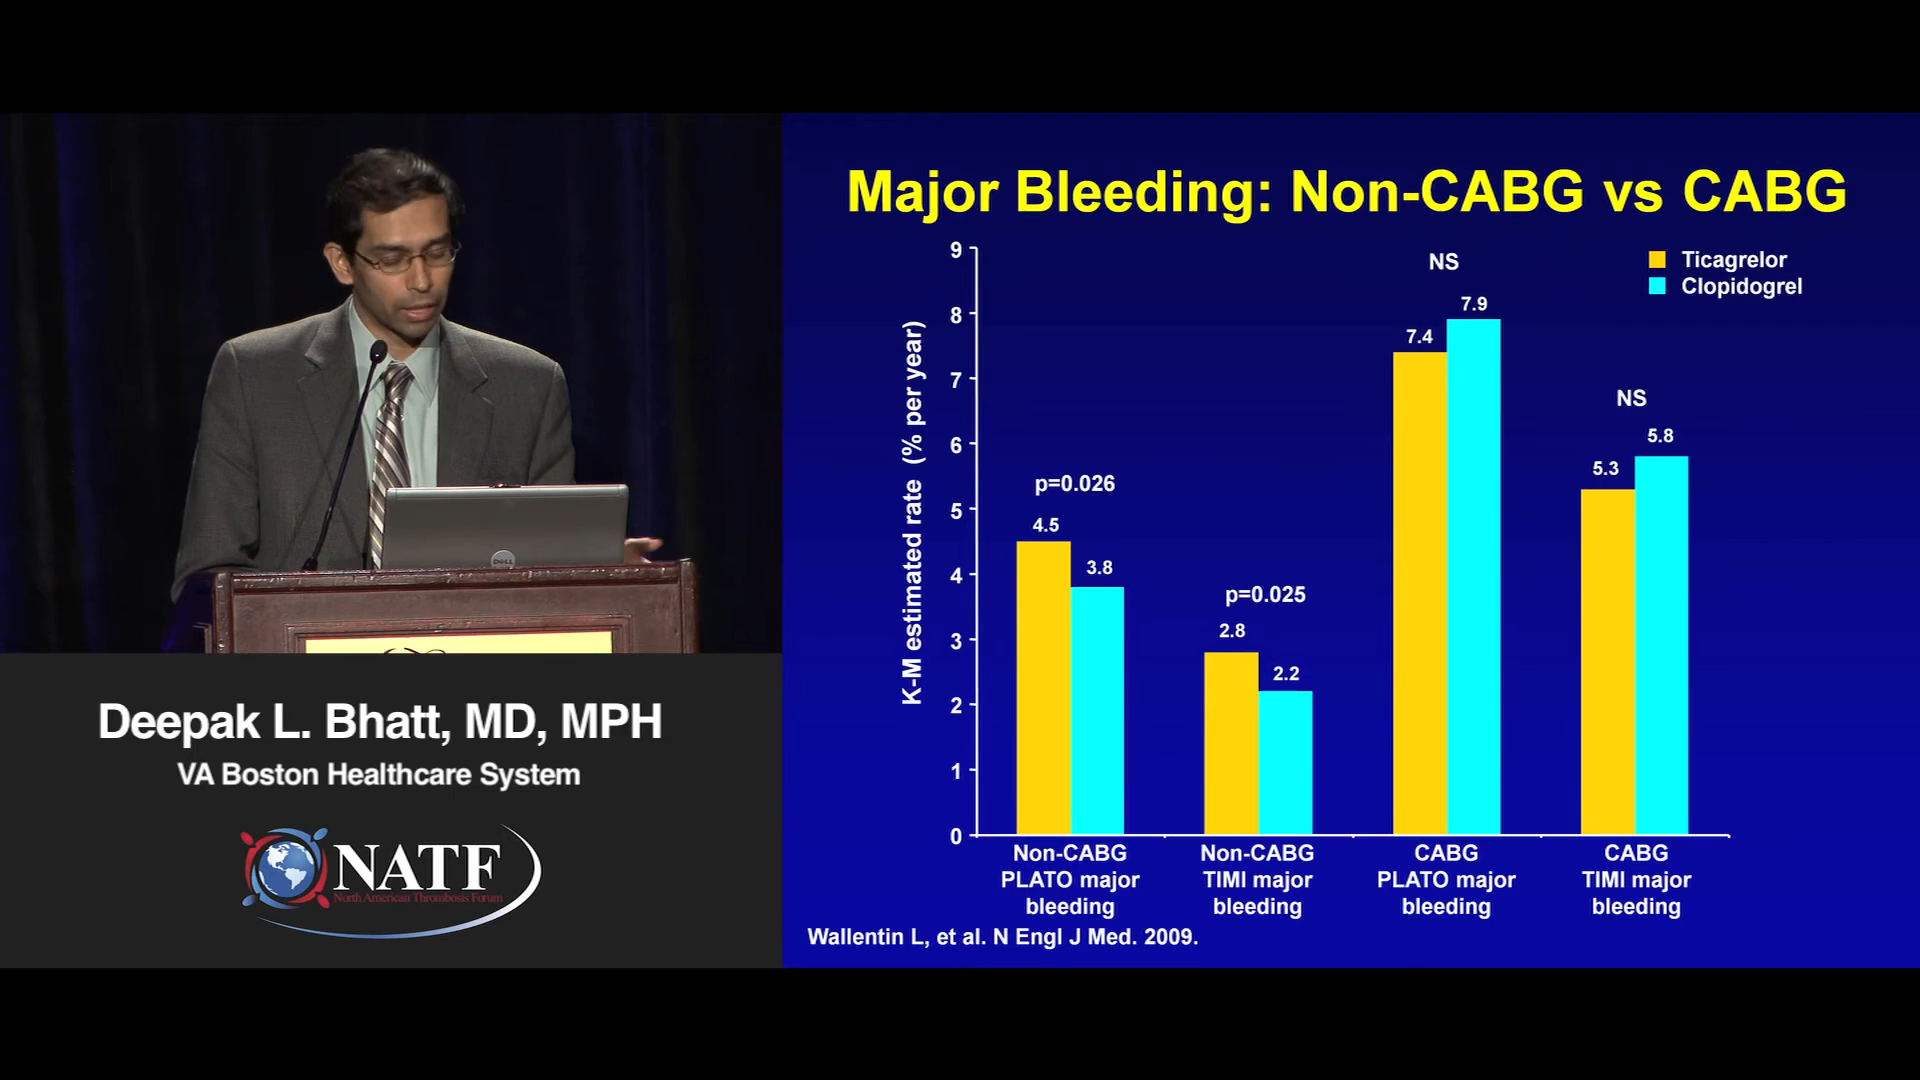 Major Bleeding: Non-CABG vs CABG
Ticagrelor
Clopidogrel
K-M estimated rate (% per year)
9
8
7
6
5
4
3
2
1
0
p=0.026
4.5
3.8
p=0.025
2.8
2.2
NS
7.4
7.9
NS
5.3
5.8
Non-CABG
PLATO major
bleeding
Non-CABG
TIMI major
bleeding
CABG
PLATO major
bleeding
CABG
TIMI major
bleeding
Wallentin L, et al. N Engl J Med. 2009.
DELL
Deepak L. Bhatt, MD, MPH
VA Boston Healthcare System
NATF
North American Thrombosis Forum